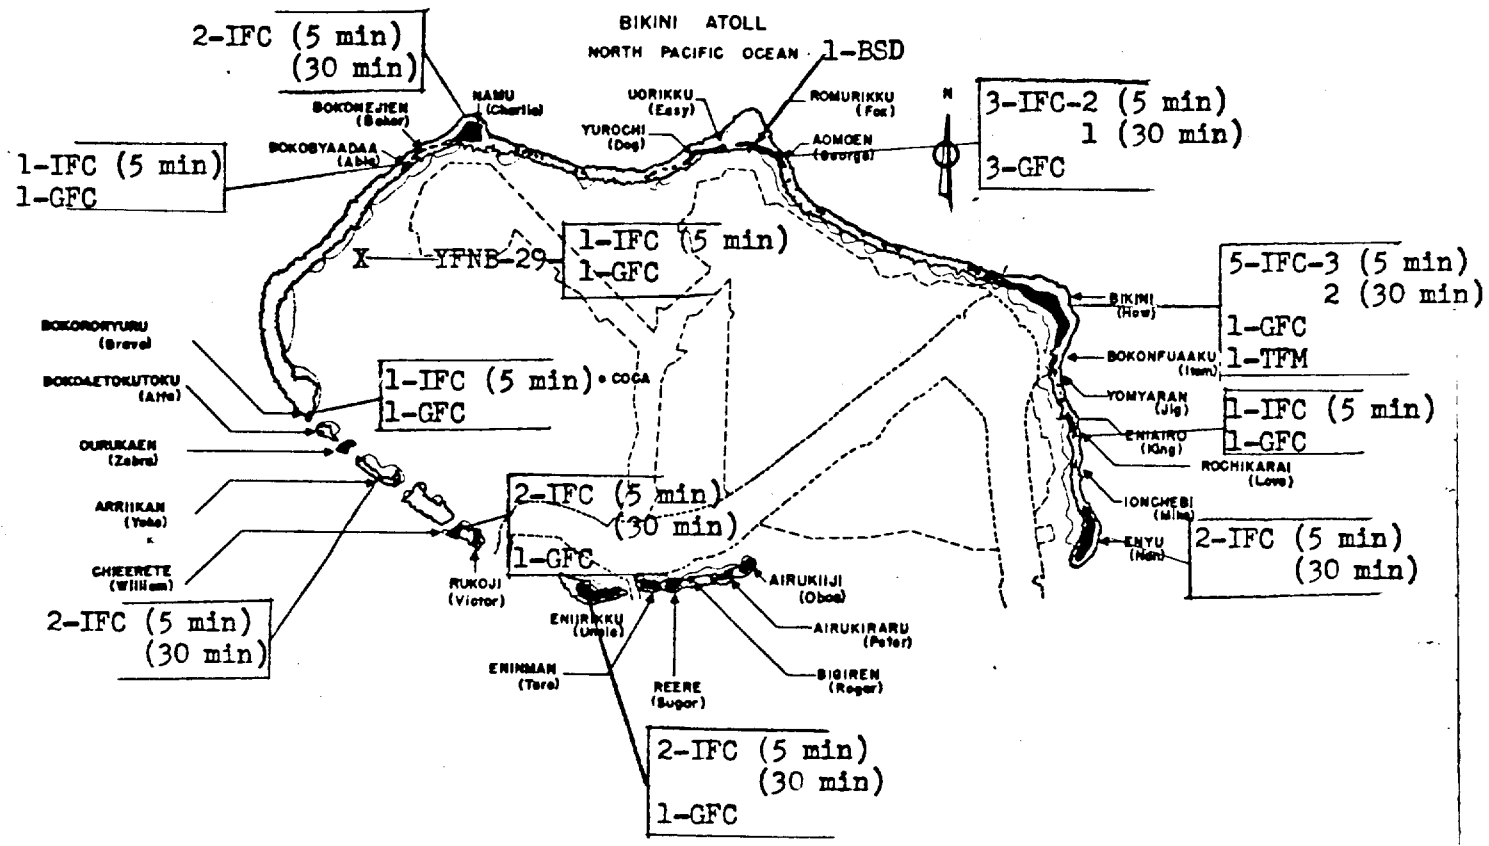 BIKINI ATOLL
NORTH PACIFIC OCEAN
1-BSD
2-IFC (5 min)
(30 min)
NAMU
(Charlie)
BOKONEJIEN
(Baker)
BOKOBYAADAA
(Able)
UORIKKU
(Easy)
YUROCHI
(Dog)
ROMURIKKU
(Fox)
AOMOEN
(George)
N
3-IFC-2 (5 min)
1 (30 min)
3-GFC
1-IFC (5 min)
1-GFC
X
YFNB-29
1-IFC (5 min)
1-GFC
5-IFC-3 (5 min)
2 (30 min)
1-GFC
1-TFM
BIKINI
(How)
BOKONFUAAKU
(Item)
YOMYARAN
(Jig)
1-IFC (5 min)
1-GFC
ENIAIRO
(King)
ROCHIKARAI
(Love)
IONCHEBI
(Mike)
ENYU
(Nan)
2-IFC (5 min)
(30 min)
BOKORORYURU
(Bravo)
BOKOAETOKUTOKU
(Alfa)
1-IFC (5 min)
1-GFC
COCA
OURUKAEN
(Zebra)
ARRIIKAN
(Yoke)
CHIEERETE
(William)
2-IFC (5 min)
(30 min)
2-IFC (5 min)
(30 min)
1-GFC
RUKOJI
(Victor)
ENIIRIKKU
(Uncle)
AIRUKIIJI
(Oboe)
AIRUKIRARU
(Peter)
BIGIREN
(Roger)
ENINMAN
(Tare)
REERE
(Sugar)
2-IFC (5 min)
(30 min)
1-GFC